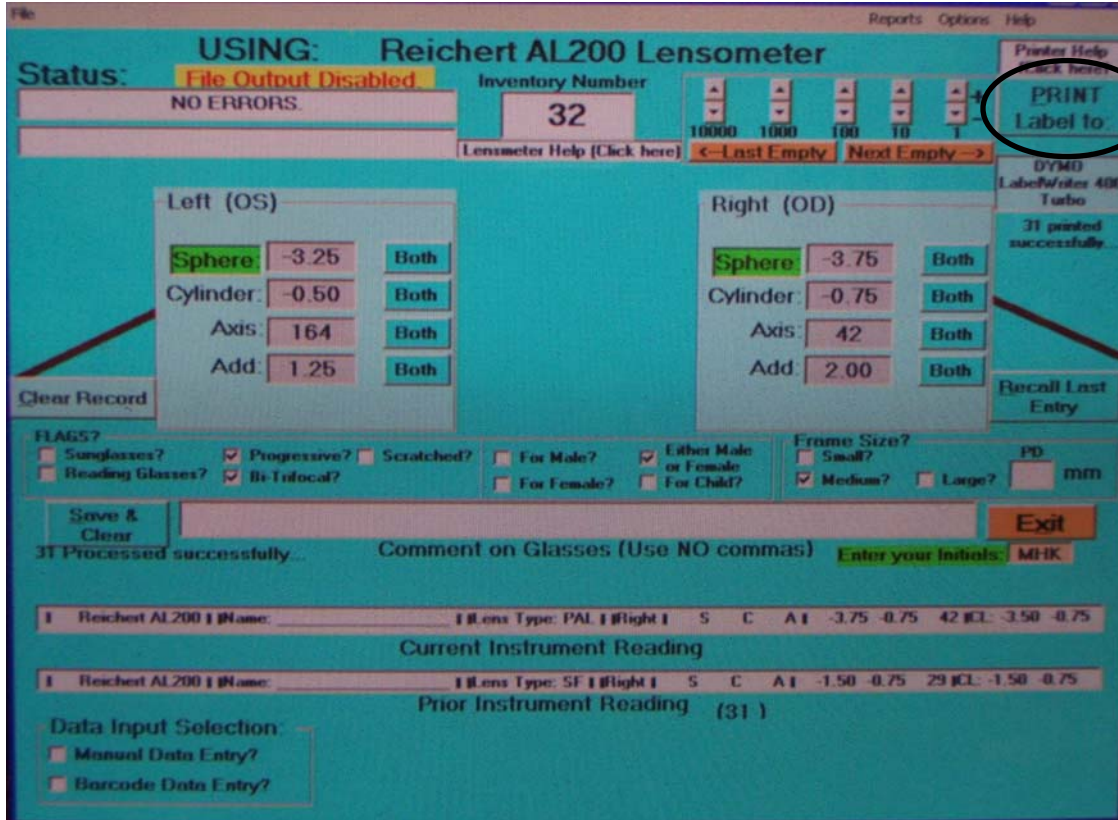 File Reports Options Help
USING: Reichert AL200 Lensometer
Status: File Output Disabled.
NO ERRORS.
Inventory Number
32
Lensmeter Help (Click here)
10000 1000 100 10 1
+
-
<--Last Empty Next Empty-->
Printer Help
(Click here)
PRINT
Label to:
DYMO
LabelWriter 400
Turbo
31 printed
successfully...
Left (OS)
Sphere: -3.25 Both
Cylinder: -0.50 Both
Axis: 164 Both
Add: 1.25 Both
Right (OD)
Sphere: -3.75 Both
Cylinder: -0.75 Both
Axis: 42 Both
Add: 2.00 Both
Clear Record
Recall Last
Entry
FLAGS?
Sunglasses? Progressive? Scratched?
Reading Glasses? Bi-Trifocal?
For Male? Either Male
or Female
For Female? For Child?
Frame Size?
Small?
Medium? Large?
PD
mm
Save &
Clear
Exit
31 Processed successfully...
Comment on Glasses (Use NO commas)
Enter your Initials: MHK
Reichert AL200 Name: ____________________ Lens Type: PAL Right S C A -3.75 -0.75 42 CL: -3.50 -0.75
Current Instrument Reading
Reichert AL200 Name: ____________________ Lens Type: SF Right S C A -1.50 -0.75 29 CL: -1.50 -0.75
Prior Instrument Reading (31 )
Data Input Selection:
Manual Data Entry?
Barcode Data Entry?